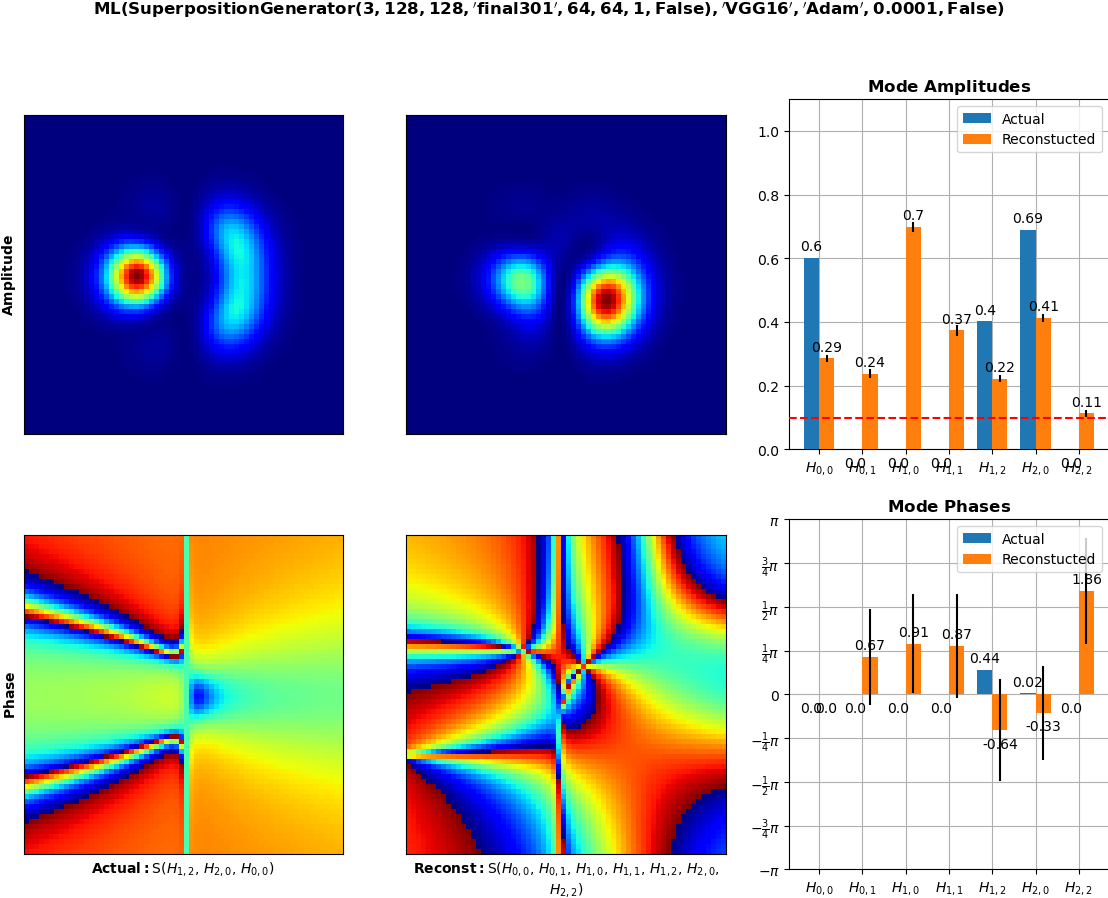 ML(SuperpositionGenerator(3, 128, 128, ′final301′, 64, 64, 1, False), ′VGG16′, ′Adam′, 0.0001, False)
Mode Amplitudes
Actual
Reconstucted
1.0
0.8
0.6
0.4
0.2
0.0
0.6
0.29
0.24
0.7
0.37
0.4
0.22
0.69
0.41
0.11
0.0
0.0
0.0
0.0
H0,0
H0,1
H1,0
H1,1
H1,2
H2,0
H2,2
Amplitude
Mode Phases
Actual
Reconstucted
π
3/4π
1/2π
1/4π
0
−1/4π
−1/2π
−3/4π
−π
0.0
0.0
0.0
0.67
0.0
0.91
0.0
0.87
0.44
-0.64
0.02
-0.33
0.0
1.86
H0,0
H0,1
H1,0
H1,1
H1,2
H2,0
H2,2
Phase
Actual: S(H1,2, H2,0, H0,0)
Reconst: S(H0,0, H0,1, H1,0, H1,1, H1,2, H2,0,
H2,2)